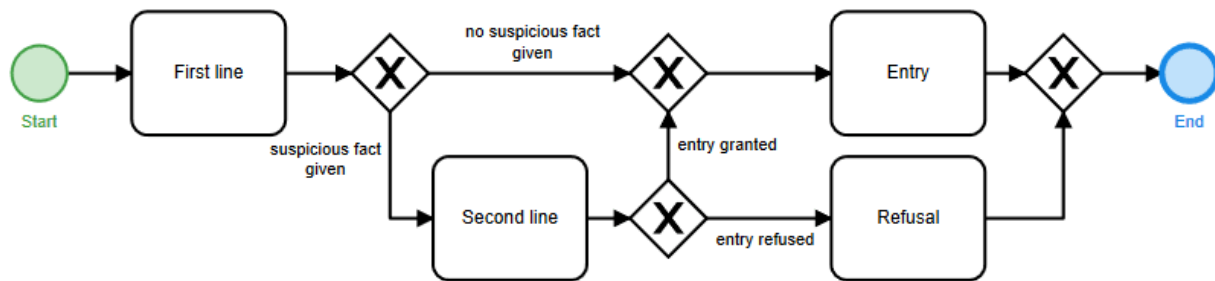 Start
First line
no suspicious fact
given
suspicious fact
given
Second line
entry granted
entry refused
Entry
Refusal
End